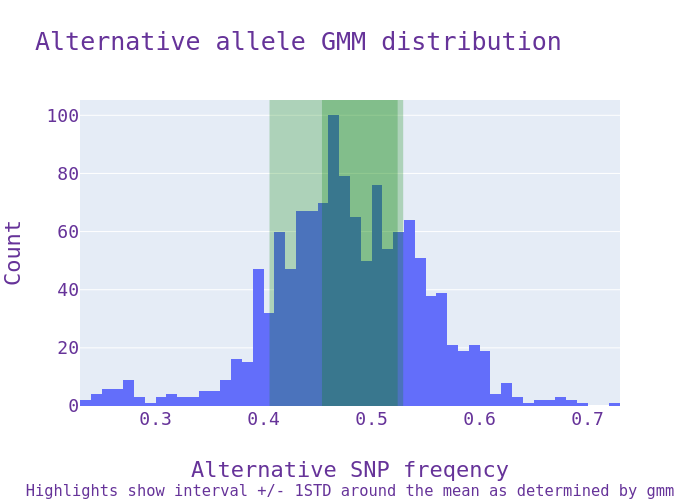 Alternative allele GMM distribution
Count
100
80
60
40
20
0
0.3 0.4 0.5 0.6 0.7
Alternative SNP freqency
Highlights show interval +/- 1STD around the mean as determined by gmm